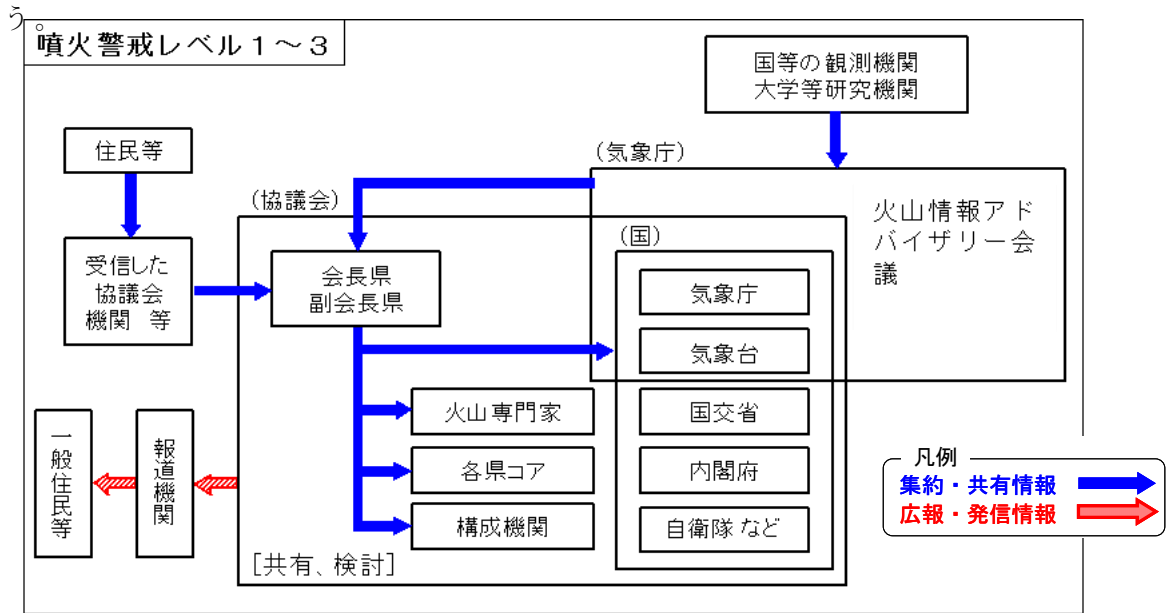 う。
噴火警戒レベル１～３
国等の観測機関
大学等研究機関
住民等
(気象庁)
(協議会)
火山情報アド
バイザリー会
議
(国)
受信した
協議会
機関 等
会長県
副会長県
気象庁
気象台
火山専門家
国交省
各県コア
内閣府
構成機関
自衛隊 など
一般住民等
報道機関
[共有、検討]
凡例
集約・共有情報
広報・発信情報